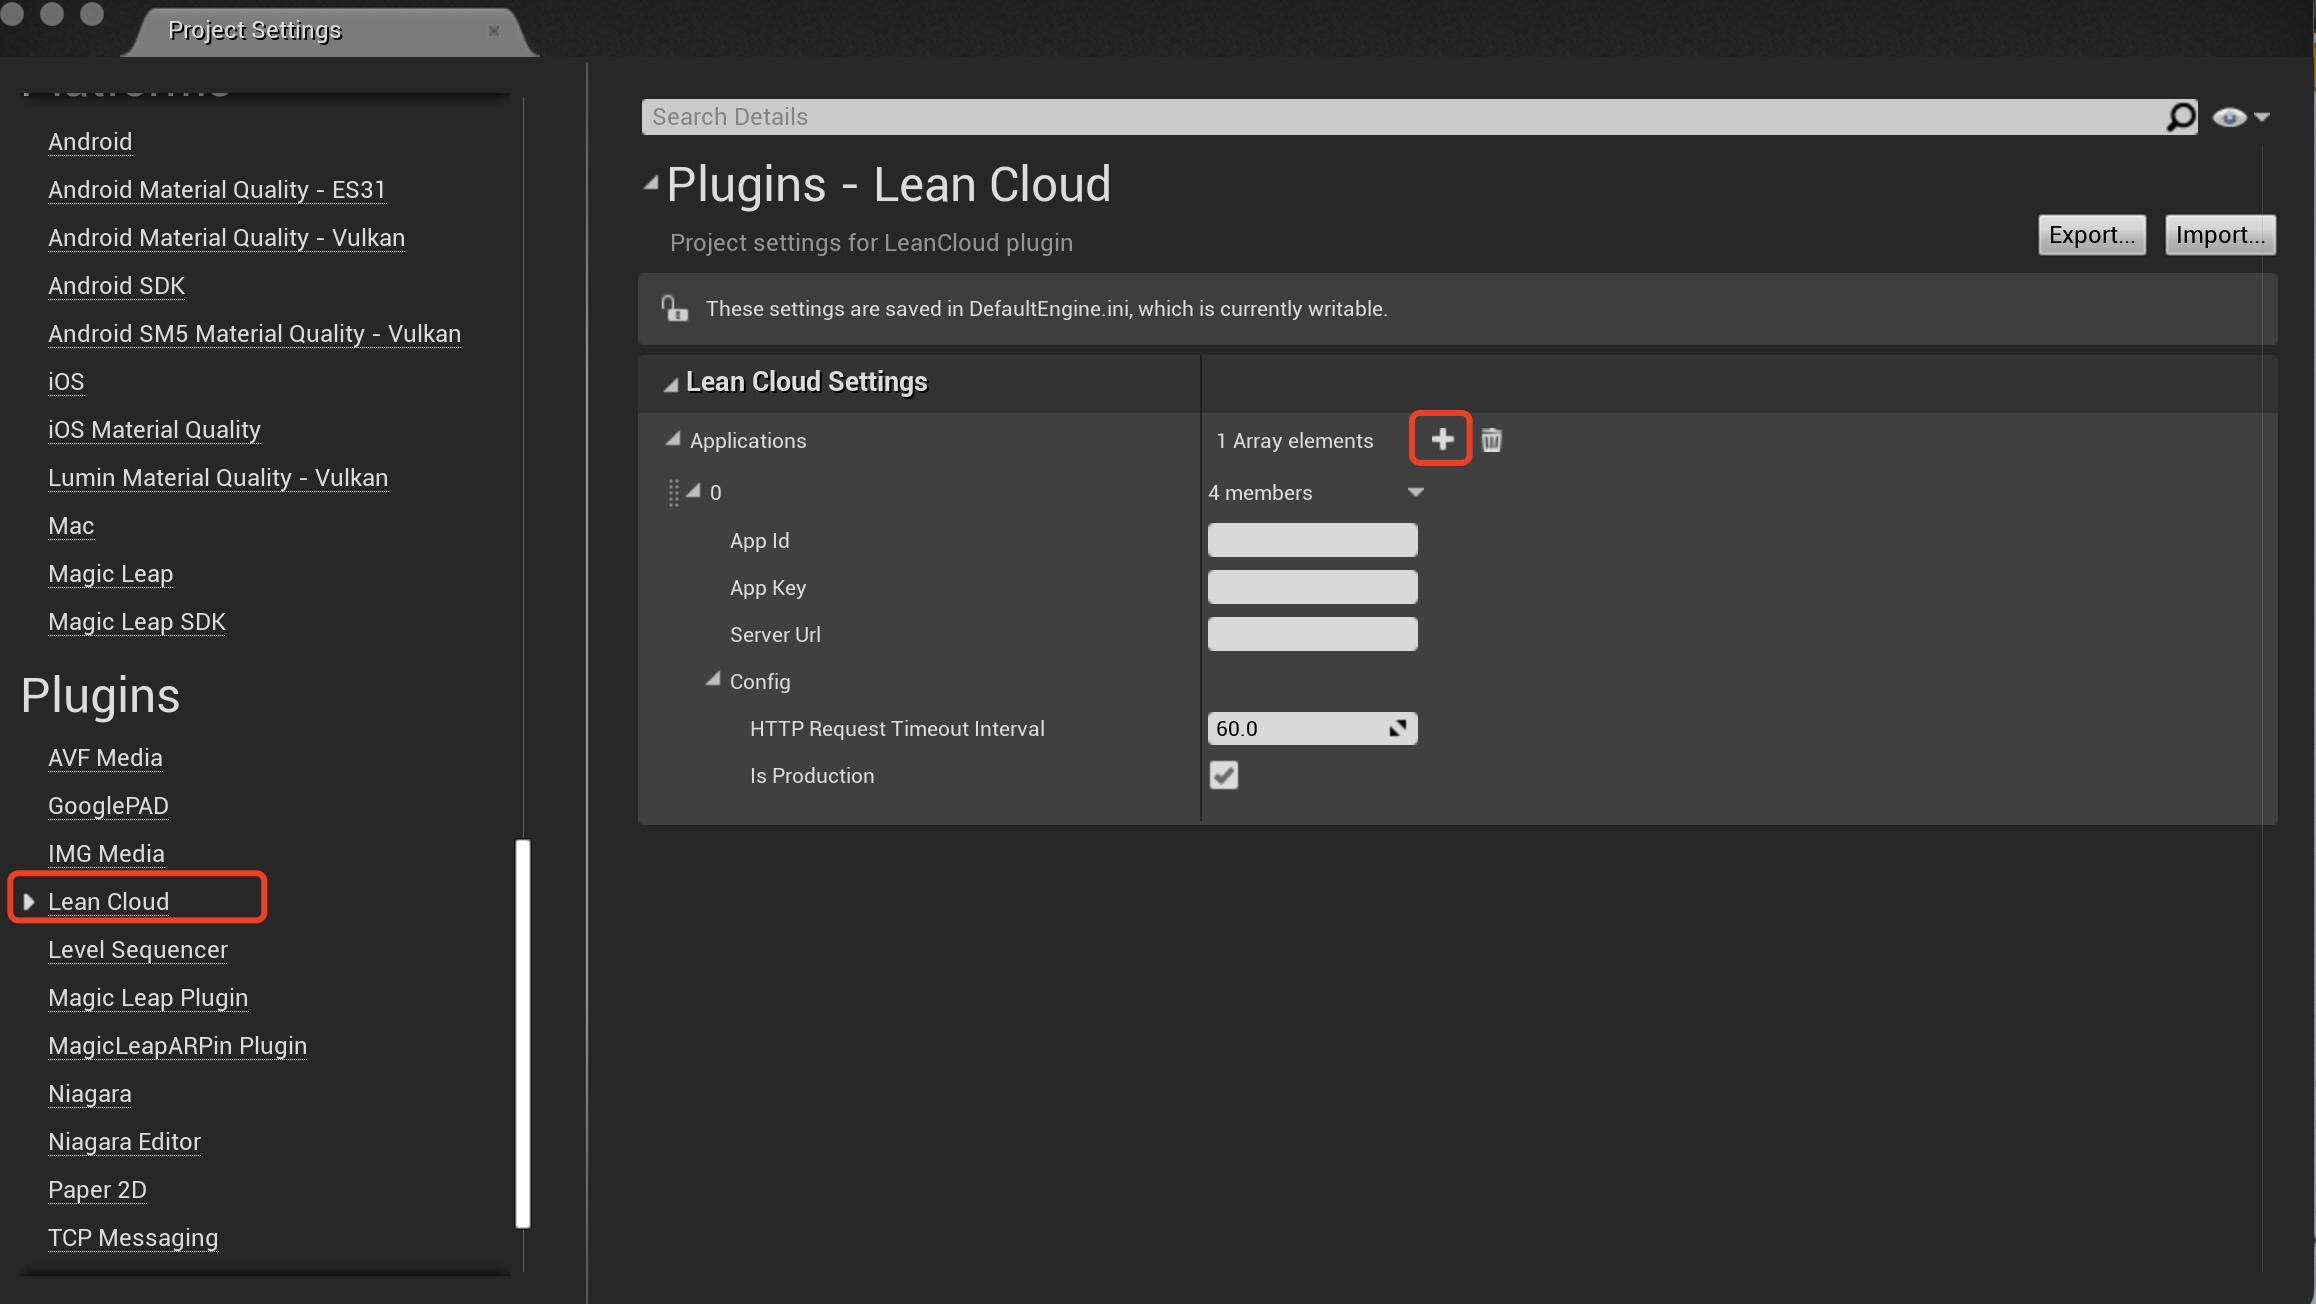 Project Settings
Platforms
Android
Android Material Quality - ES31
Android Material Quality - Vulkan
Android SDK
Android SM5 Material Quality - Vulkan
iOS
iOS Material Quality
Lumin Material Quality - Vulkan
Mac
Magic Leap
Magic Leap SDK
Plugins
AVF Media
GooglePAD
IMG Media
Lean Cloud
Level Sequencer
Magic Leap Plugin
MagicLeapARPin Plugin
Niagara
Niagara Editor
Paper 2D
TCP Messaging
Search Details
Plugins - Lean Cloud
Project settings for LeanCloud plugin
Export... Import...
These settings are saved in DefaultEngine.ini, which is currently writable.
Lean Cloud Settings
Applications 1 Array elements
0 4 members
App Id
App Key
Server Url
Config
HTTP Request Timeout Interval 60.0
Is Production